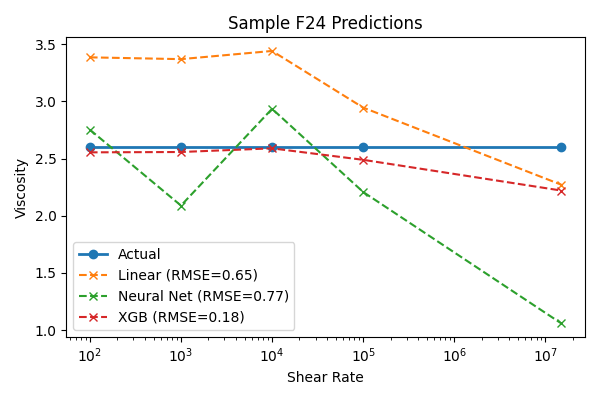 Sample F24 Predictions
Viscosity
3.5
3.0
2.5
2.0
1.5
1.0
Actual
Linear (RMSE=0.65)
Neural Net (RMSE=0.77)
XGB (RMSE=0.18)
10² 10³ 10⁴ 10⁵ 10⁶ 10⁷
Shear Rate